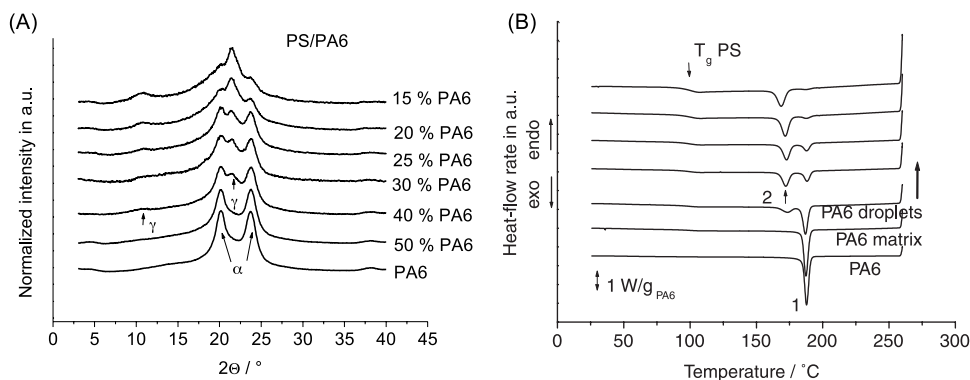 (A)
PS/PA6
Normalized intensity in a.u.
15 % PA6
20 % PA6
25 % PA6
30 % PA6
40 % PA6
50 % PA6
PA6
γ
γ
α
0 5 10 15 20 25 30 35 40 45
2Θ / °
(B)
Tg PS
Heat-flow rate in a.u.
exo endo
2
PA6 droplets
PA6 matrix
PA6
1 W/gPA6
1
0 50 100 150 200 250 300
Temperature / ˚C